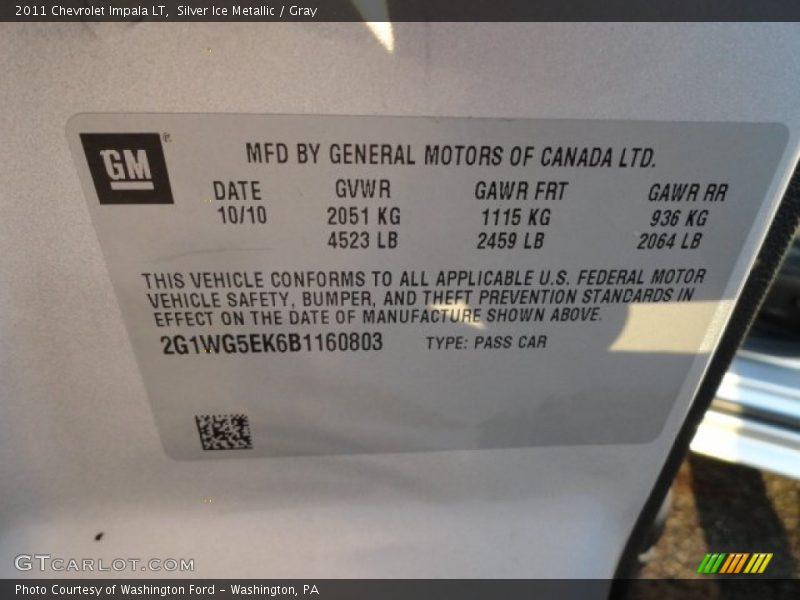 2011 Chevrolet Impala LT, Silver Ice Metallic / Gray
GM®
MFD BY GENERAL MOTORS OF CANADA LTD.
DATE GVWR GAWR FRT GAWR RR
10/10 2051 KG 1115 KG 936 KG
4523 LB 2459 LB 2064 LB
THIS VEHICLE CONFORMS TO ALL APPLICABLE U.S. FEDERAL MOTOR
VEHICLE SAFETY, BUMPER, AND THEFT PREVENTION STANDARDS IN
EFFECT ON THE DATE OF MANUFACTURE SHOWN ABOVE.
2G1WG5EK6B1160803 TYPE: PASS CAR
GTCARLOT.COM
Photo Courtesy of Washington Ford - Washington, PA